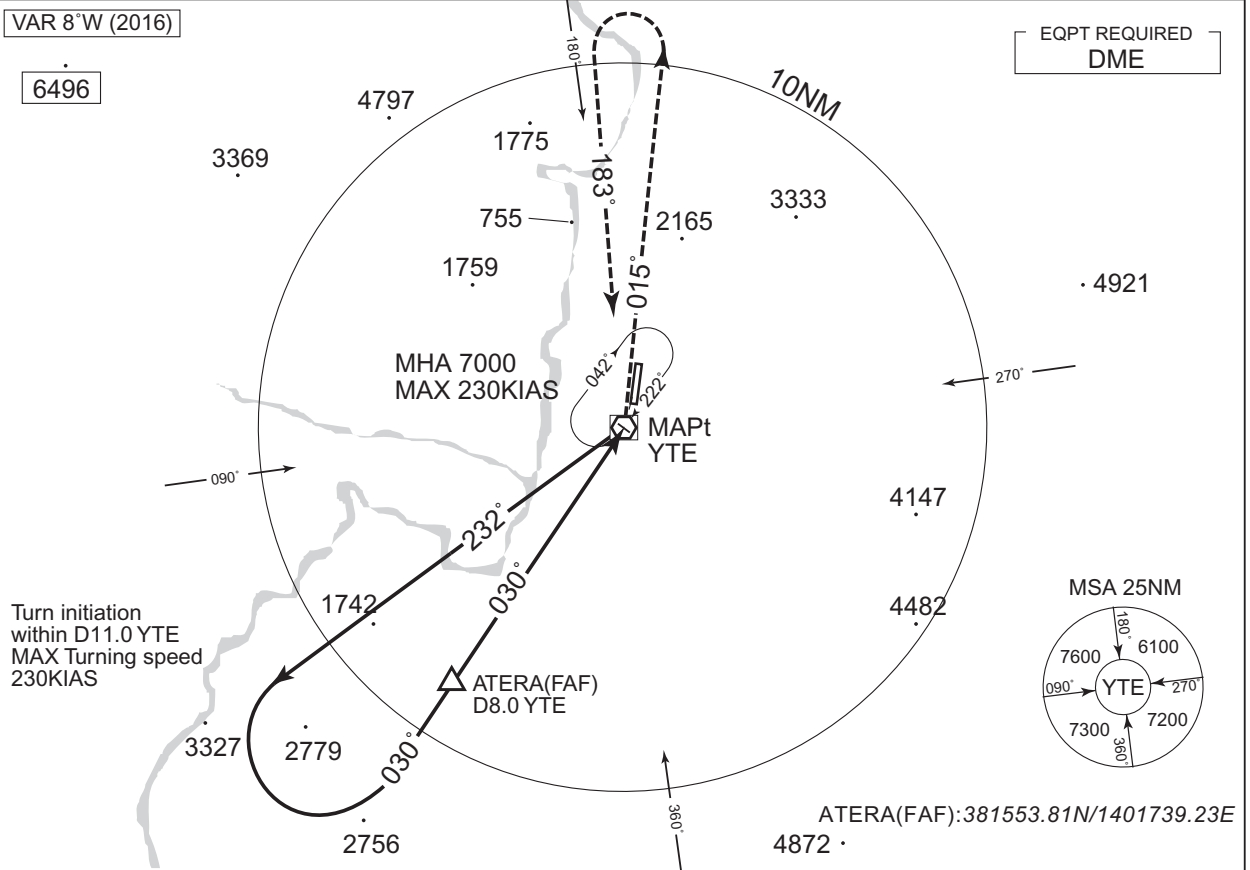 VAR 8°W (2016)
EQPT REQUIRED
DME
6496
180°
10NM
4797
1775
3369
183°
3333
755
2165
1759
015°
4921
MHA 7000
MAX 230KIAS
042°
222°
270°
MAPt
YTE
090°
4147
232°
030°
1742
4482
MSA 25NM
Turn initiation
within D11.0 YTE
MAX Turning speed
230KIAS
180°
7600
6100
ATERA(FAF)
D8.0 YTE
090°
YTE
270°
7300
7200
360°
3327
2779
030°
360°
ATERA(FAF):381553.81N/1401739.23E
2756
4872